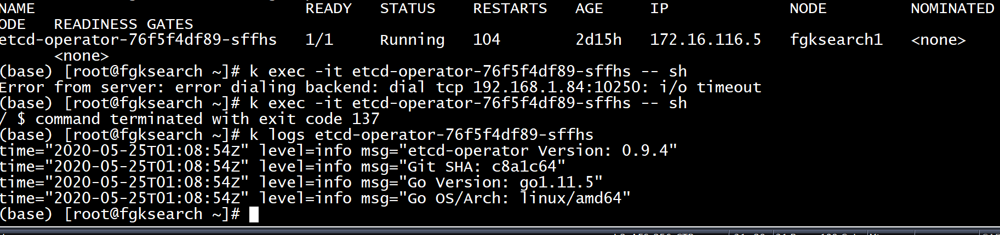 NAME READY STATUS RESTARTS AGE IP NODE NOMINATED
ODE READINESS GATES
etcd-operator-76f5f4df89-sffhs 1/1 Running 104 2d15h 172.16.116.5 fgksearch1 <none>
<none>
(base) [root@fgksearch ~]# k exec -it etcd-operator-76f5f4df89-sffhs -- sh
Error from server: error dialing backend: dial tcp 192.168.1.84:10250: i/o timeout
(base) [root@fgksearch ~]# k exec -it etcd-operator-76f5f4df89-sffhs -- sh
/ $ command terminated with exit code 137
(base) [root@fgksearch ~]# k logs etcd-operator-76f5f4df89-sffhs
time="2020-05-25T01:08:54Z" level=info msg="etcd-operator Version: 0.9.4"
time="2020-05-25T01:08:54Z" level=info msg="Git SHA: c8a1c64"
time="2020-05-25T01:08:54Z" level=info msg="Go Version: go1.11.5"
time="2020-05-25T01:08:54Z" level=info msg="Go OS/Arch: linux/amd64"
(base) [root@fgksearch ~]#